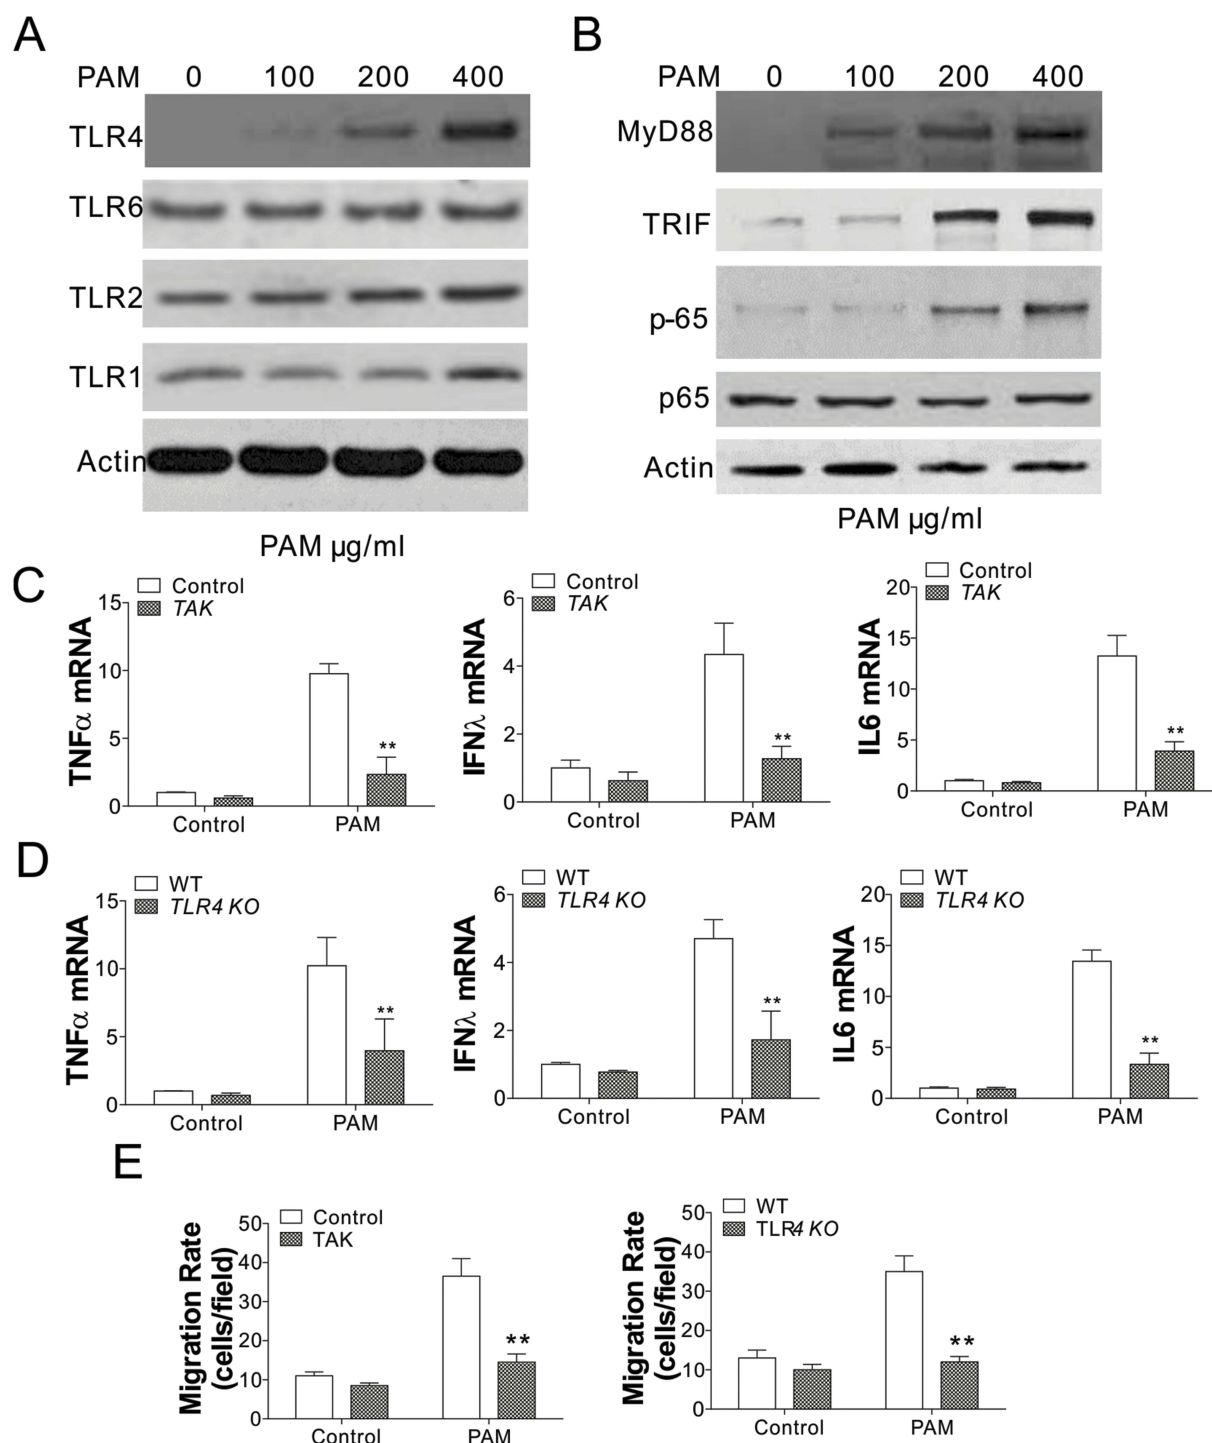 A
PAM 0 100 200 400
TLR4
TLR6
TLR2
TLR1
Actin
PAM µg/ml
B
PAM 0 100 200 400
MyD88
TRIF
p-65
p65
Actin
PAM µg/ml
C
Control
TAK
TNFα mRNA
15
10
5
0
Control PAM
**
Control
TAK
IFNλ mRNA
6
4
2
0
Control PAM
**
Control
TAK
IL6 mRNA
20
15
10
5
0
Control PAM
**
D
WT
TLR4 KO
TNFα mRNA
15
10
5
0
Control PAM
**
WT
TLR4 KO
IFNλ mRNA
6
4
2
0
Control PAM
**
WT
TLR4 KO
IL6 mRNA
20
15
10
5
0
Control PAM
**
E
Control
TAK
Migration Rate
(cells/field)
50
40
30
20
10
0
Control PAM
**
WT
TLR4 KO
Migration Rate
(cells/field)
50
40
30
20
10
0
Control PAM
**